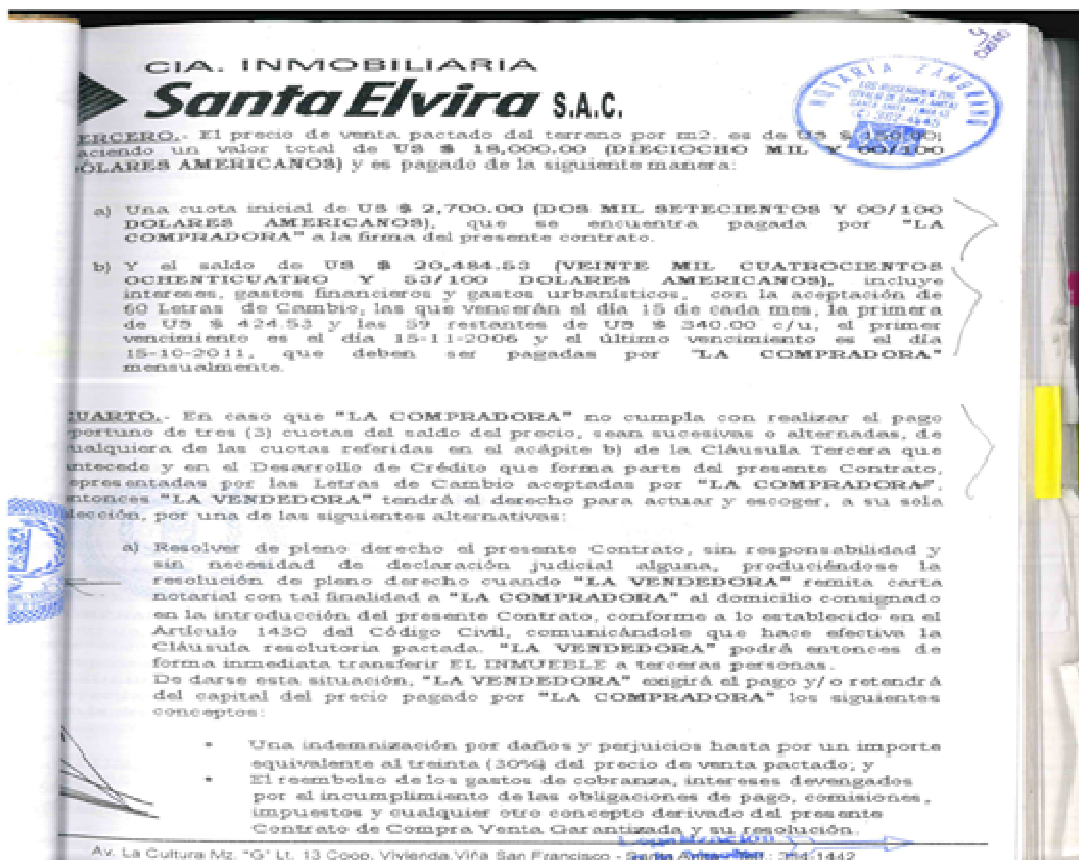 CIA. INMOBILIARIA
Santa Elvira S.A.C.
NOTARIA ZAMBRANO
ERCERO.- El precio de venta pactado del terreno por m2. es de US $ 150.00;
aciendo un valor total de US $ 18,000.00 (DIECIOCHO MIL Y 00/100
ÓLARES AMERICANOS) y es pagado de la siguiente manera:
a) Una cuota inicial de US $ 2,700.00 (DOS MIL SETECIENTOS Y 00/100
DOLARES AMERICANOS), que se encuentra pagada por "LA
COMPRADORA" a la firma del presente contrato.
b) Y el saldo de US $ 20,484.53 (VEINTE MIL CUATROCIENTOS
OCHENTICUATRO Y 53/100 DOLARES AMERICANOS), incluye
intereses, gastos financieros y gastos urbanísticos, con la aceptación de
60 Letras de Cambio, las que vencerán el día 15 de cada mes, la primera
de US $ 424.53 y las 59 restantes de US $ 340.00 c/u, el primer
vencimiento es el día 15-11-2006 y el último vencimiento es el día
15-10-2011, que deben ser pagadas por "LA COMPRADORA"
mensualmente.
CUARTO.- En caso que "LA COMPRADORA" no cumpla con realizar el pago
oportuno de tres (3) cuotas del saldo del precio, sean sucesivas o alternadas, de
ualquiera de las cuotas referidas en el acápite b) de la Cláusula Tercera que
antecede y en el Desarrollo de Crédito que forma parte del presente Contrato,
epresentadas por las Letras de Cambio aceptadas por "LA COMPRADORA",
entonces "LA VENDEDORA" tendrá el derecho para actuar y escoger, a su sola
lección, por una de las siguientes alternativas:
a) Resolver de pleno derecho el presente Contrato, sin responsabilidad y
sin necesidad de declaración judicial alguna, produciéndose la
resolución de pleno derecho cuando "LA VENDEDORA" remita carta
notarial con tal finalidad a "LA COMPRADORA" al domicilio consignado
en la introducción del presente Contrato, conforme a lo establecido en el
Artículo 1430 del Código Civil, comunicándole que hace efectiva la
Cláusula resolutoria pactada. "LA VENDEDORA" podrá entonces de
forma inmediata transferir EL INMUEBLE a terceras personas.
De darse esta situación, "LA VENDEDORA" exigirá el pago y/o retendrá
del capital del precio pagado por "LA COMPRADORA" los siguientes
conceptos:
• Una indemnización por daños y perjuicios hasta por un importe
equivalente al treinta (30%) del precio de venta pactado; y
• El reembolso de los gastos de cobranza, intereses devengados
por el incumplimiento de las obligaciones de pago, comisiones,
impuestos y cualquier otro concepto derivado del presente
Contrato de Compra Venta Garantizada y su resolución.
Av. La Cultura Mz. "G" Lt. 13 Coop. Vivienda Viña San Francisco - Santa Anita